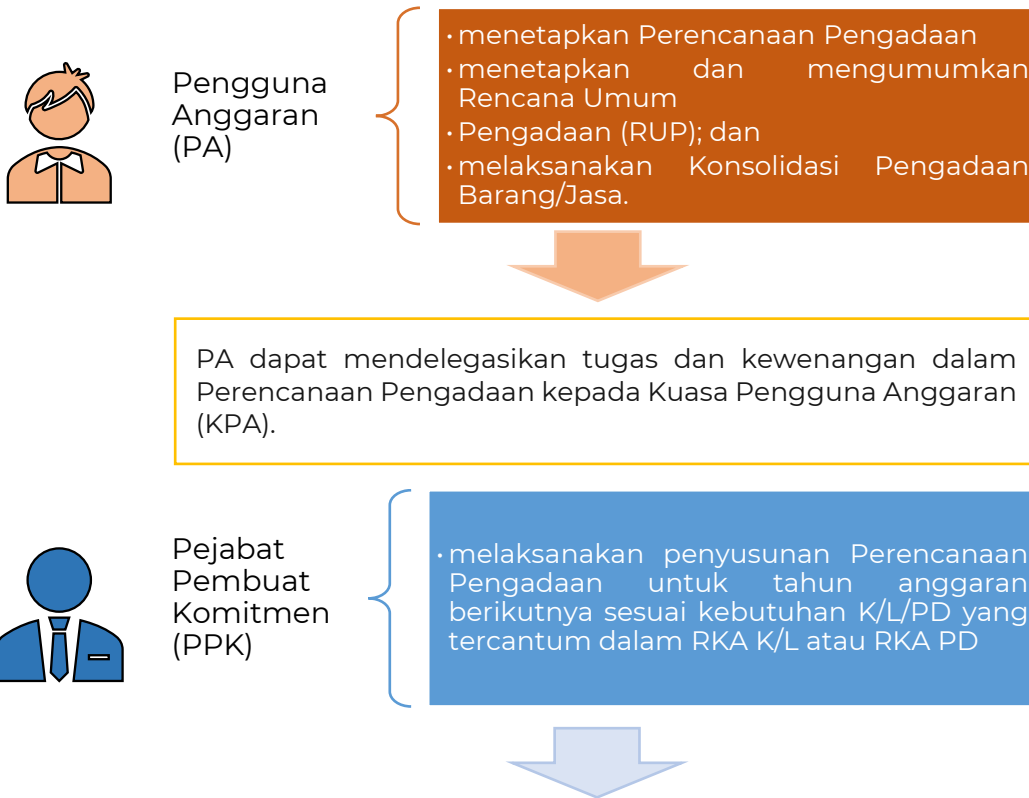 Pengguna
Anggaran
(PA)
· menetapkan Perencanaan Pengadaan
· menetapkan dan mengumumkan
Rencana Umum
· Pengadaan (RUP); dan
· melaksanakan Konsolidasi Pengadaan
Barang/Jasa.
PA dapat mendelegasikan tugas dan kewenangan dalam
Perencanaan Pengadaan kepada Kuasa Pengguna Anggaran
(KPA).
Pejabat
Pembuat
Komitmen
(PPK)
· melaksanakan penyusunan Perencanaan
Pengadaan untuk tahun anggaran
berikutnya sesuai kebutuhan K/L/PD yang
tercantum dalam RKA K/L atau RKA PD